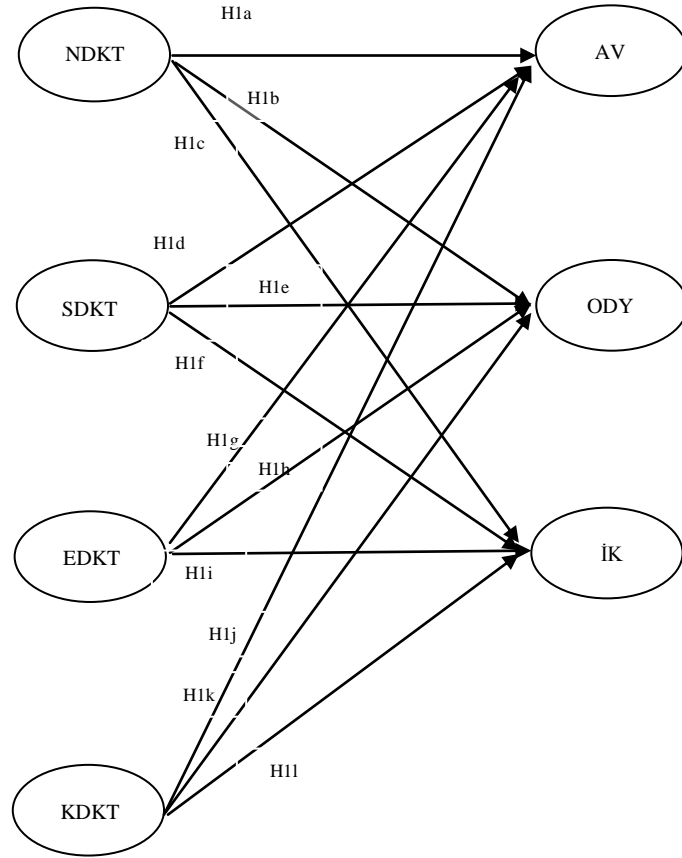 H1a
NDKT
AV
H1b
H1c
H1d
SDKT
H1e
ODY
H1f
H1g
H1h
EDKT
İK
H1i
H1j
H1k
H1l
KDKT